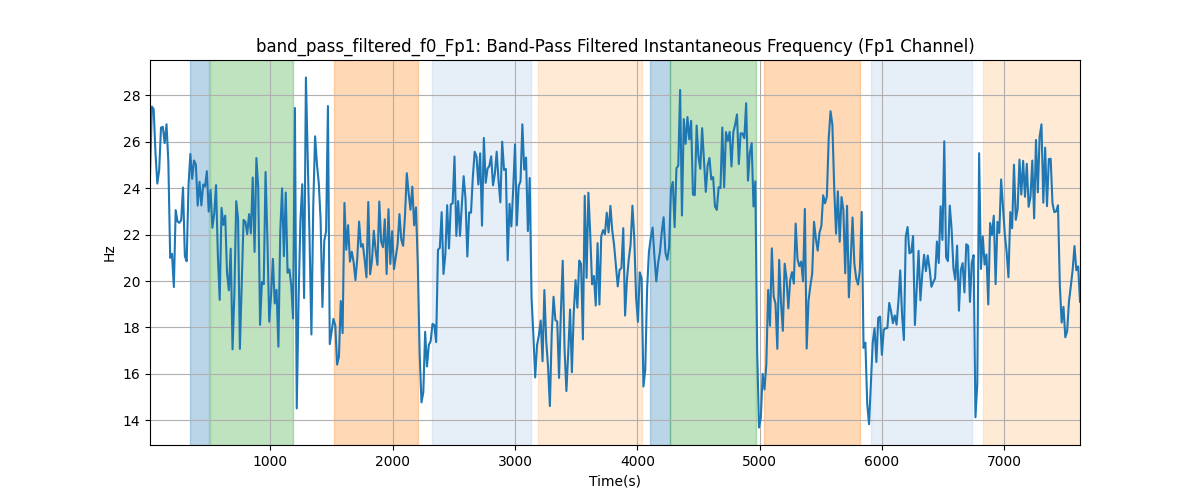 band_pass_filtered_f0_Fp1: Band-Pass Filtered Instantaneous Frequency (Fp1 Channel)
28
26
24
22
20
18
16
14
Hz
1000 2000 3000 4000 5000 6000 7000
Time(s)